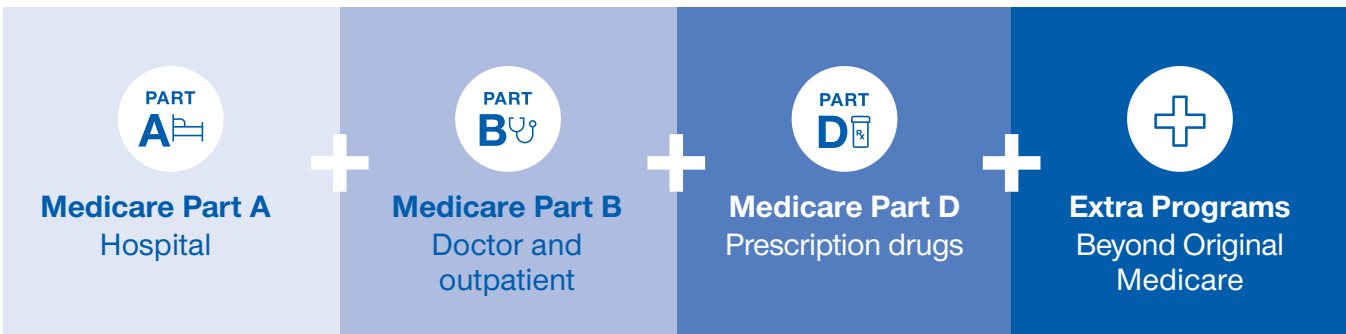 PART
A
Medicare Part A
Hospital
PART
B
Medicare Part B
Doctor and
outpatient
PART
D
Rx
Medicare Part D
Prescription drugs
Extra Programs
Beyond Original
Medicare